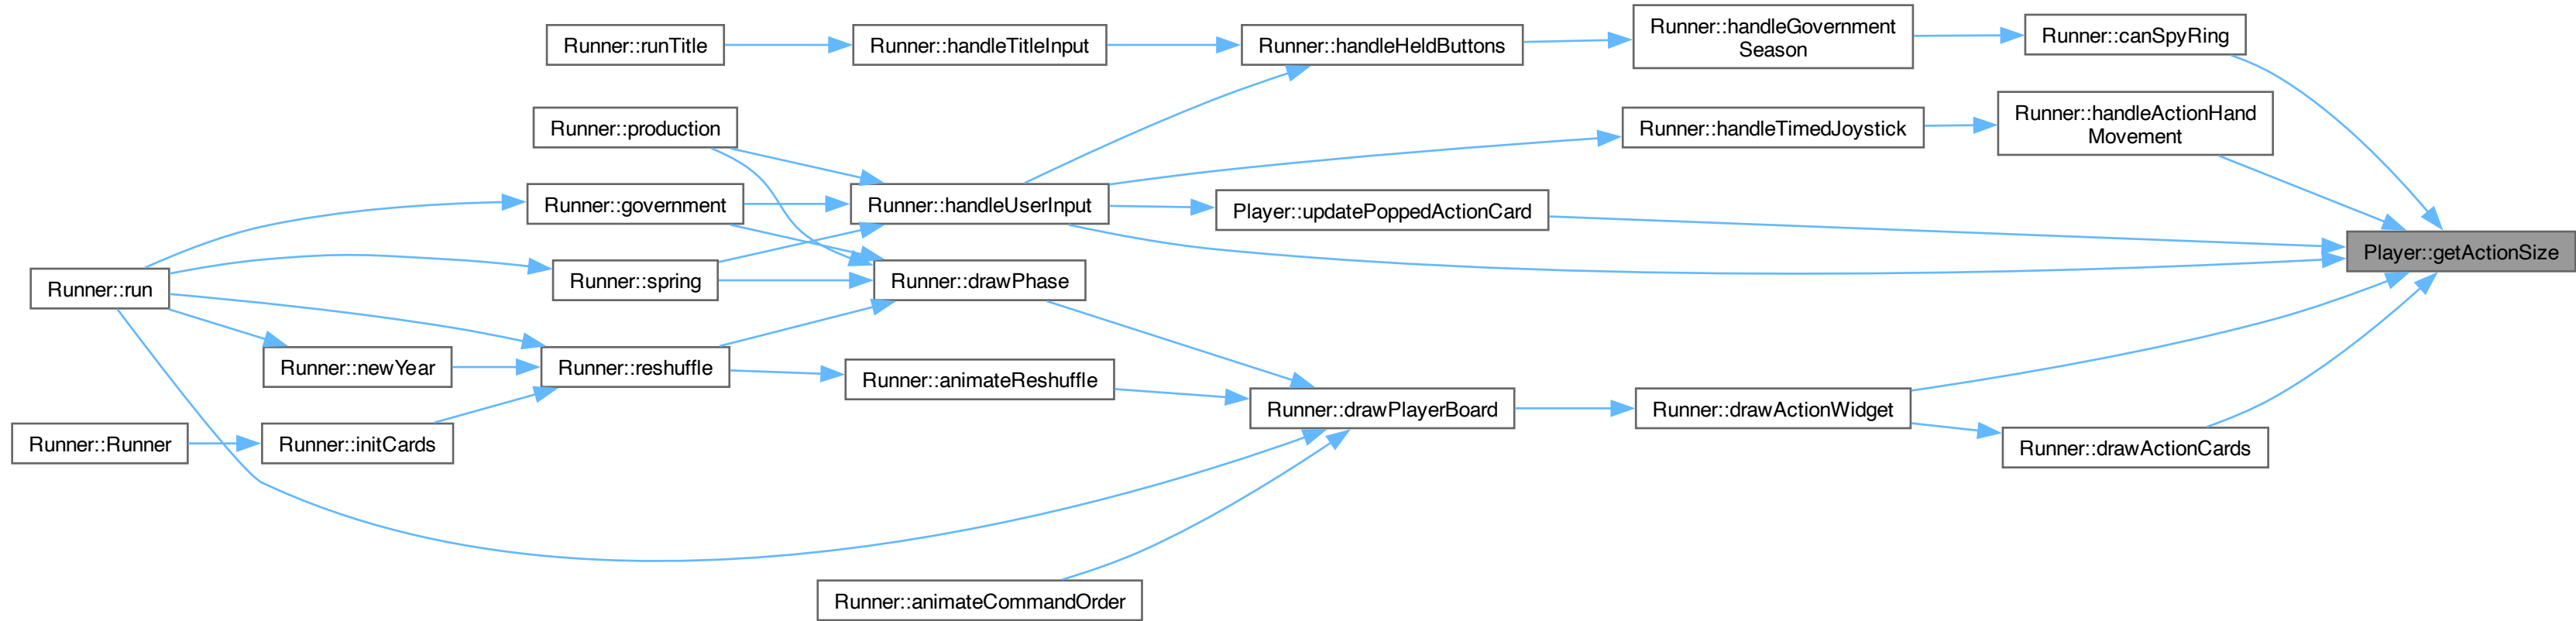 Runner::runTitle
Runner::handleTitleInput
Runner::handleHeldButtons
Runner::handleGovernment
Season
Runner::canSpyRing
Runner::production
Runner::handleTimedJoystick
Runner::handleActionHand
Movement
Runner::government
Runner::handleUserInput
Player::updatePoppedActionCard
Player::getActionSize
Runner::run
Runner::spring
Runner::drawPhase
Runner::newYear
Runner::reshuffle
Runner::animateReshuffle
Runner::drawPlayerBoard
Runner::drawActionWidget
Runner::Runner
Runner::initCards
Runner::drawActionCards
Runner::animateCommandOrder